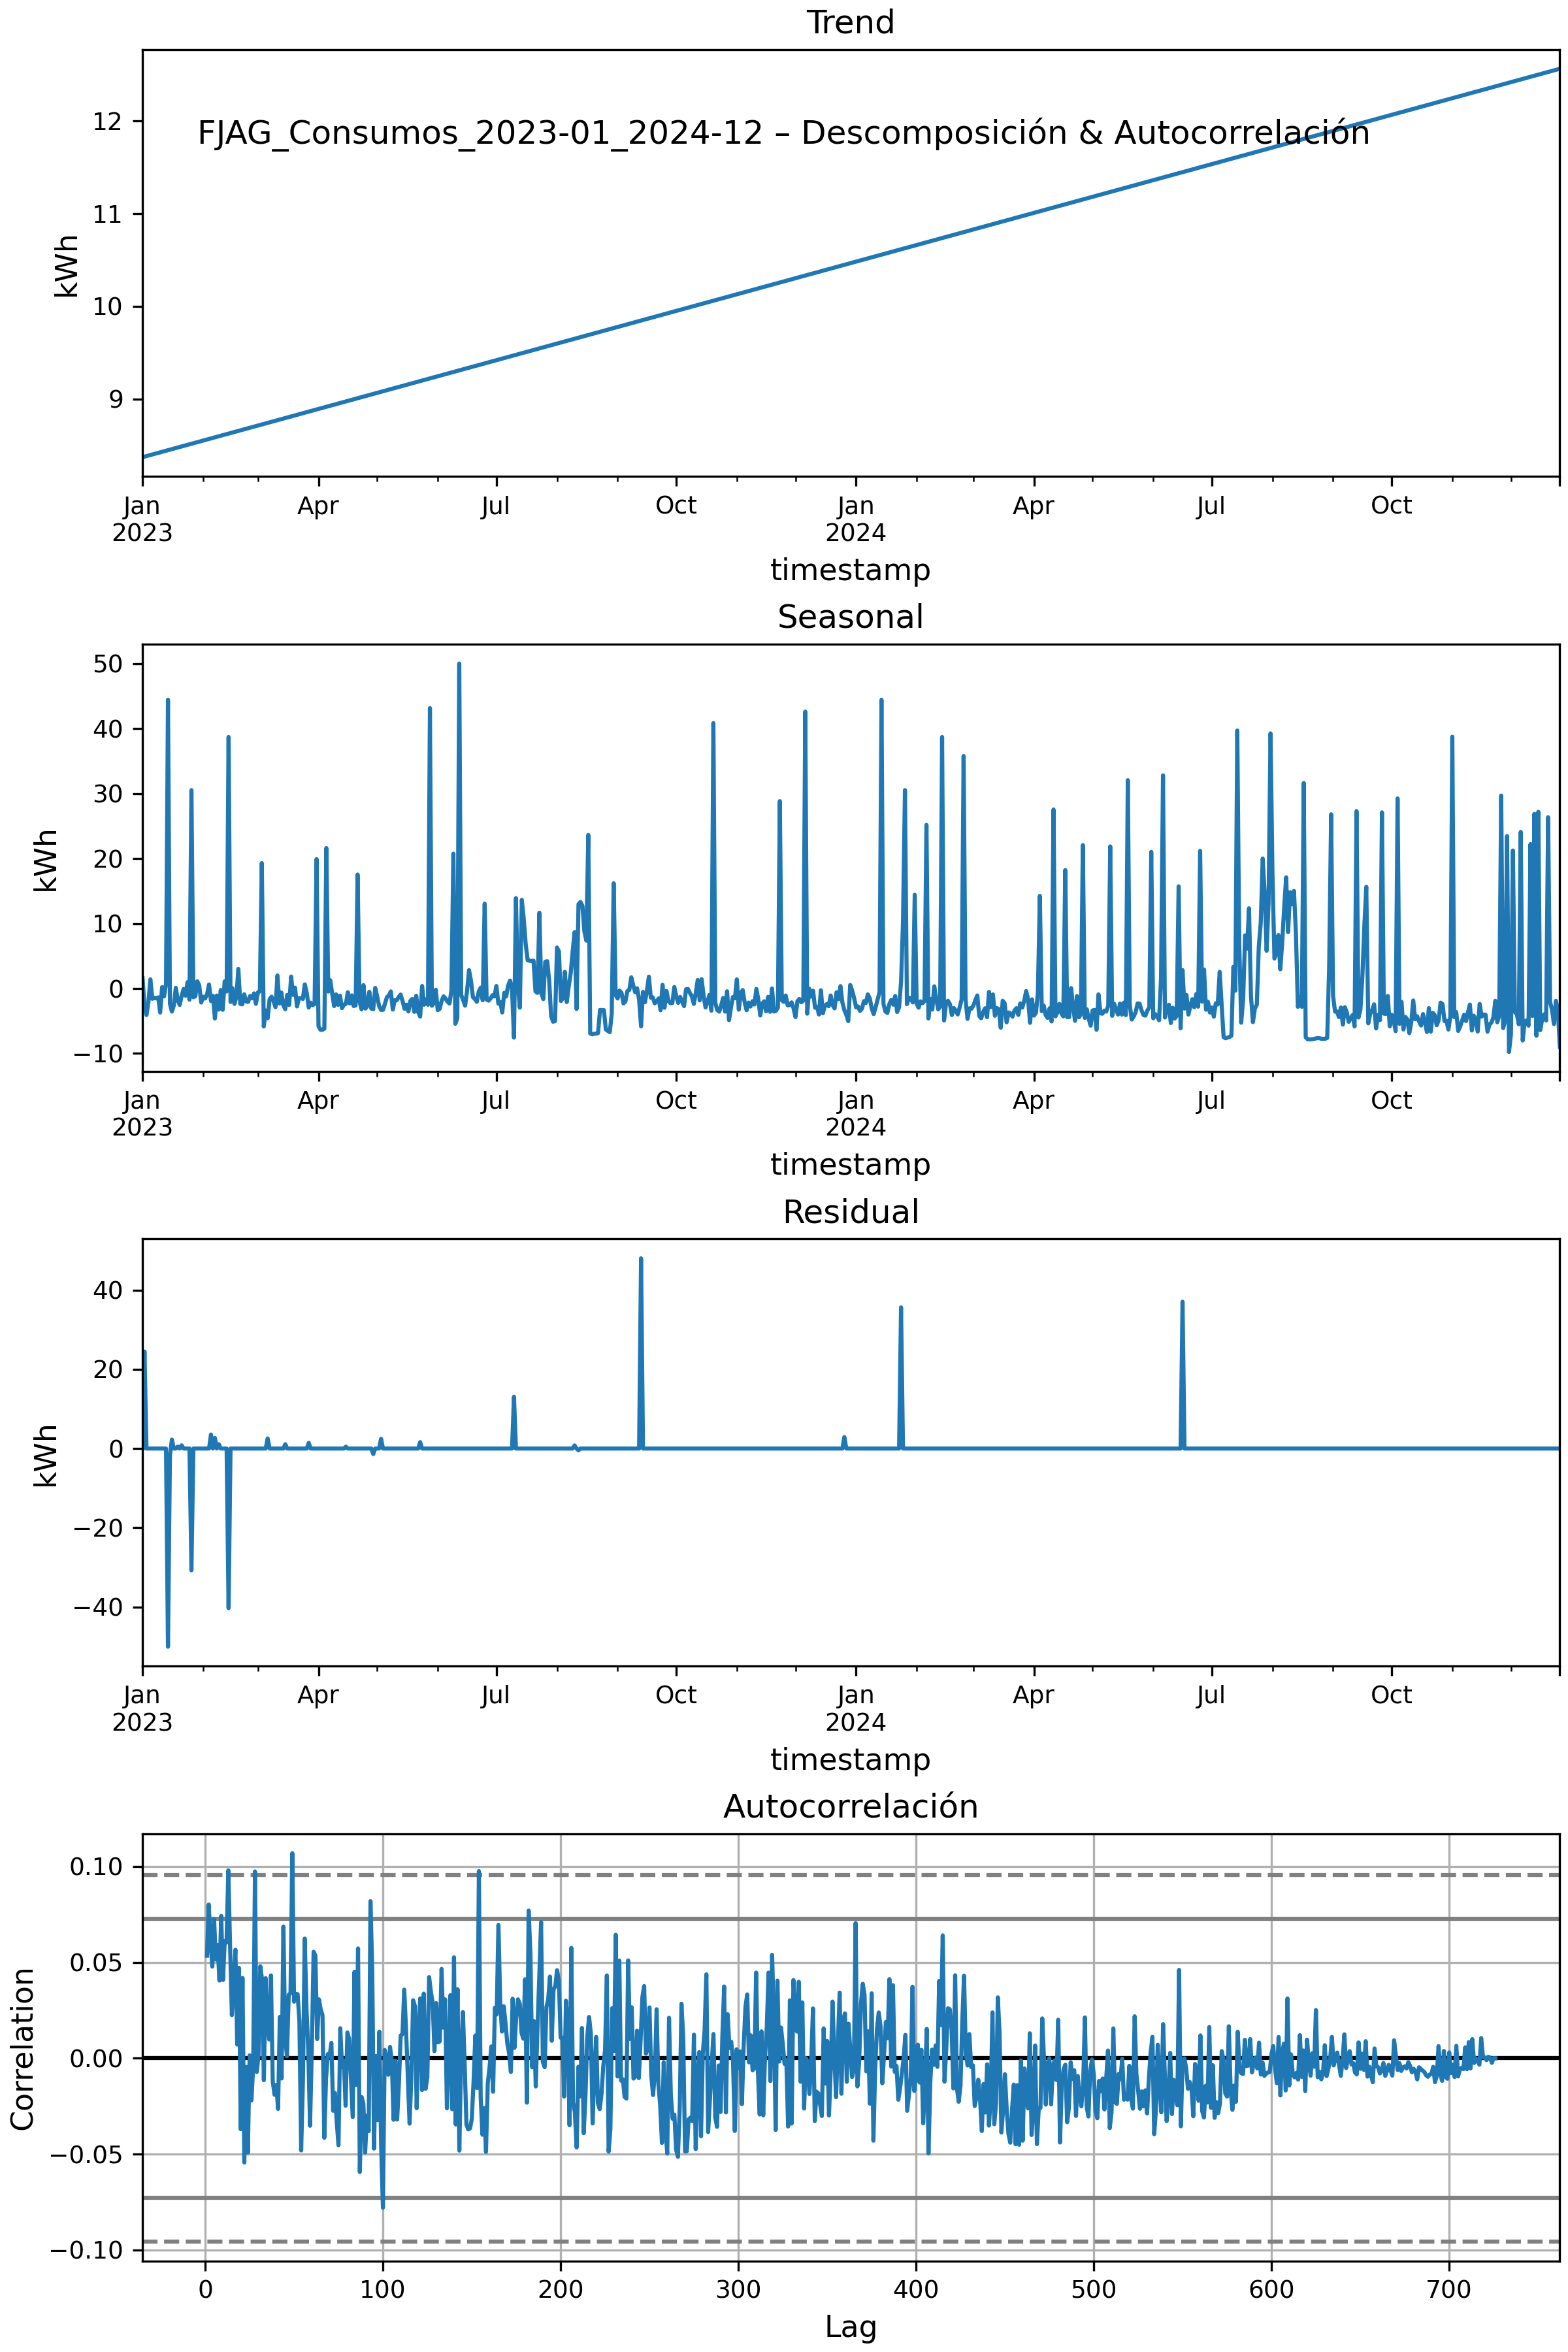 Trend
FJAG_Consumos_2023-01_2024-12 – Descomposición & Autocorrelación
kWh
12
11
10
9
Jan Apr Jul Oct Jan Apr Jul Oct
2023 2024
timestamp
Seasonal
kWh
50
40
30
20
10
0
−10
Jan Apr Jul Oct Jan Apr Jul Oct
2023 2024
timestamp
Residual
kWh
40
20
0
−20
−40
Jan Apr Jul Oct Jan Apr Jul Oct
2023 2024
timestamp
Autocorrelación
Correlation
0.10
0.05
0.00
−0.05
−0.10
0 100 200 300 400 500 600 700
Lag